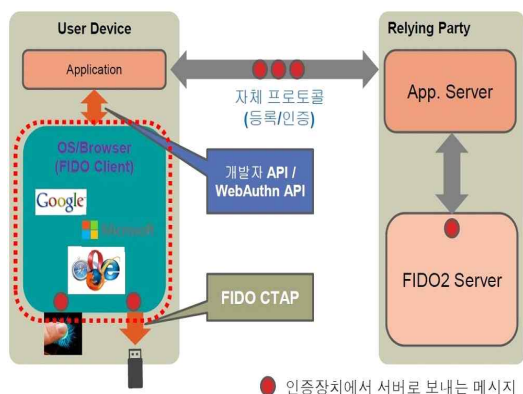 User Device
Relying Party
Application
자체 프로토콜
(등록/인증)
App. Server
OS/Browser
(FIDO Client)
개발자 API /
WebAuthn API
Google
Microsoft
FIDO CTAP
FIDO2 Server
인증장치에서 서버로 보내는 메시지